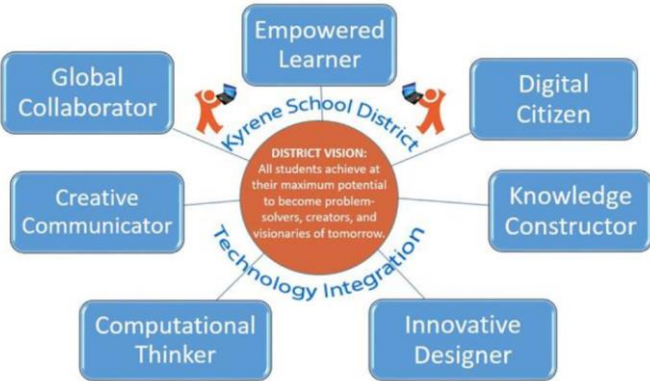 Empowered
Learner
Global
Collaborator
Digital
Citizen
Kyrene School District
DISTRICT VISION:
All students achieve at
their maximum potential
to become problem-
solvers, creators, and
visionaries of tomorrow.
Creative
Communicator
Knowledge
Constructor
Technology Integration
Computational
Thinker
Innovative
Designer